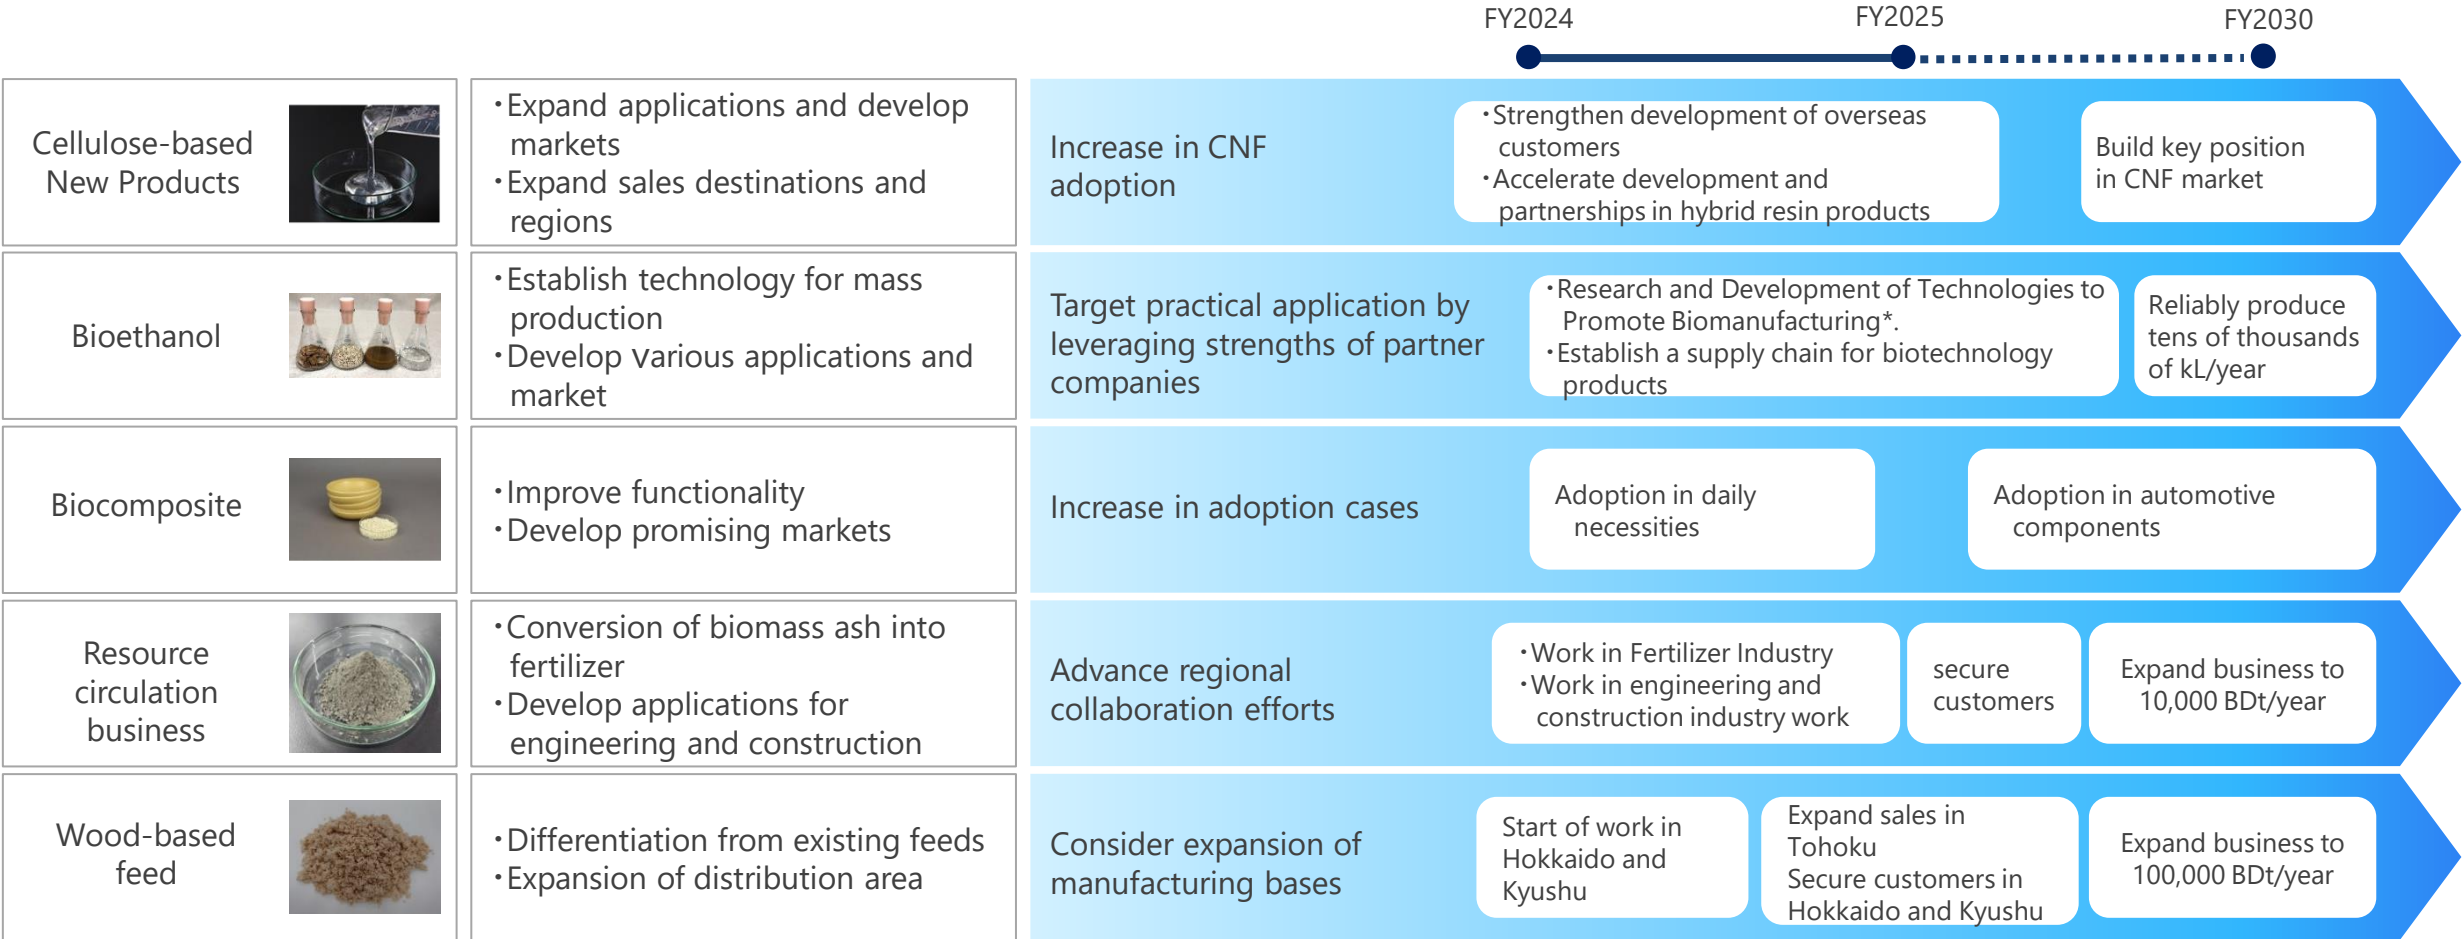 FY2024
FY2025
FY2030
Cellulose-based
New Products
・Expand applications and develop
markets
・Expand sales destinations and
regions
Increase in CNF
adoption
・Strengthen development of overseas
customers
・Accelerate development and
partnerships in hybrid resin products
Build key position
in CNF market
Bioethanol
・Establish technology for mass
production
・Develop various applications and
market
Target practical application by
leveraging strengths of partner
companies
・Research and Development of Technologies to
Promote Biomanufacturing*.
・Establish a supply chain for biotechnology
products
Reliably produce
tens of thousands
of kL/year
Biocomposite
・Improve functionality
・Develop promising markets
Increase in adoption cases
Adoption in daily
necessities
Adoption in automotive
components
Resource
circulation
business
・Conversion of biomass ash into
fertilizer
・Develop applications for
engineering and construction
Advance regional
collaboration efforts
・Work in Fertilizer Industry
・Work in engineering and
construction industry work
secure
customers
Expand business to
10,000 BDt/year
Wood-based
feed
・Differentiation from existing feeds
・Expansion of distribution area
Consider expansion of
manufacturing bases
Start of work in
Hokkaido and
Kyushu
Expand sales in
Tohoku
Secure customers in
Hokkaido and Kyushu
Expand business to
100,000 BDt/year